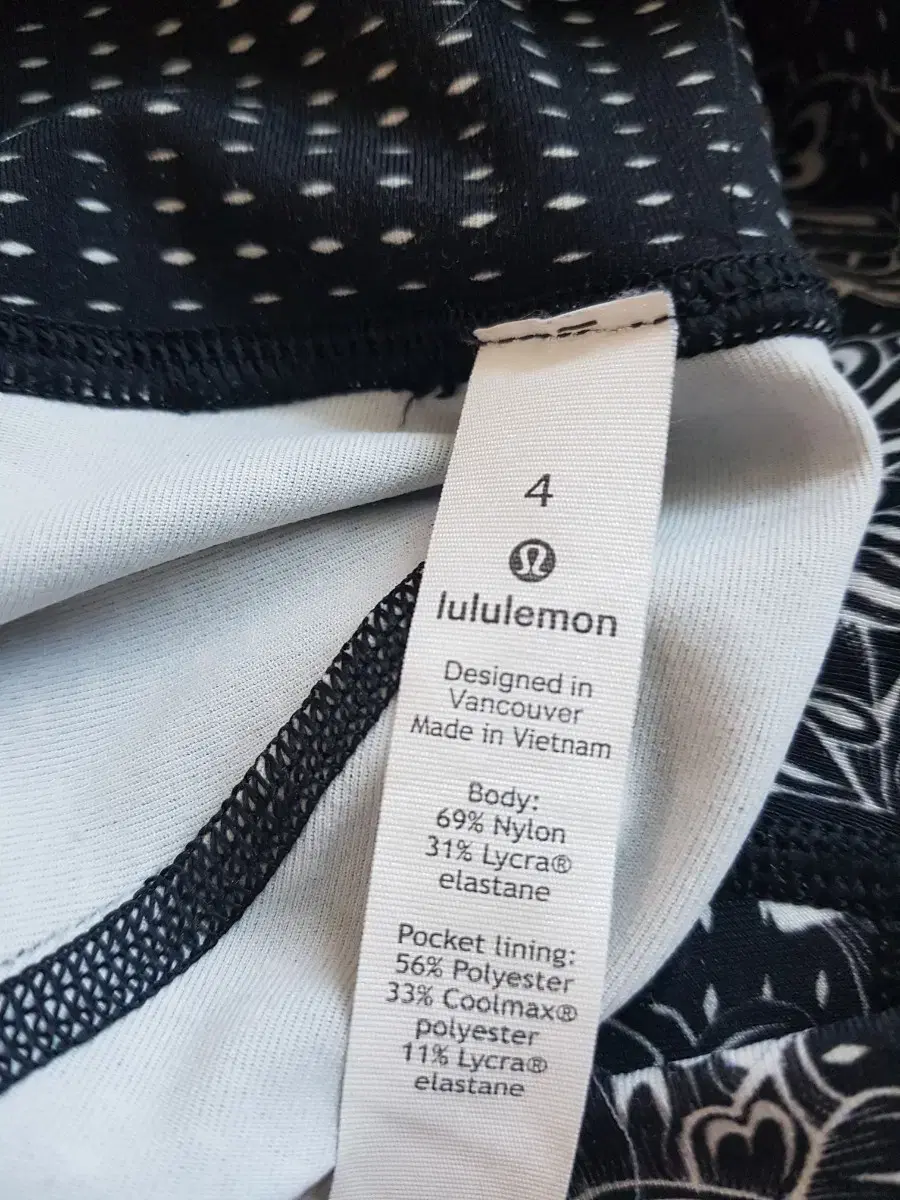 4
lululemon
Designed in
Vancouver
Made in Vietnam
Body:
69% Nylon
31% Lycra®
elastane
Pocket lining:
56% Polyester
33% Coolmax®
polyester
11% Lycra®
elastane